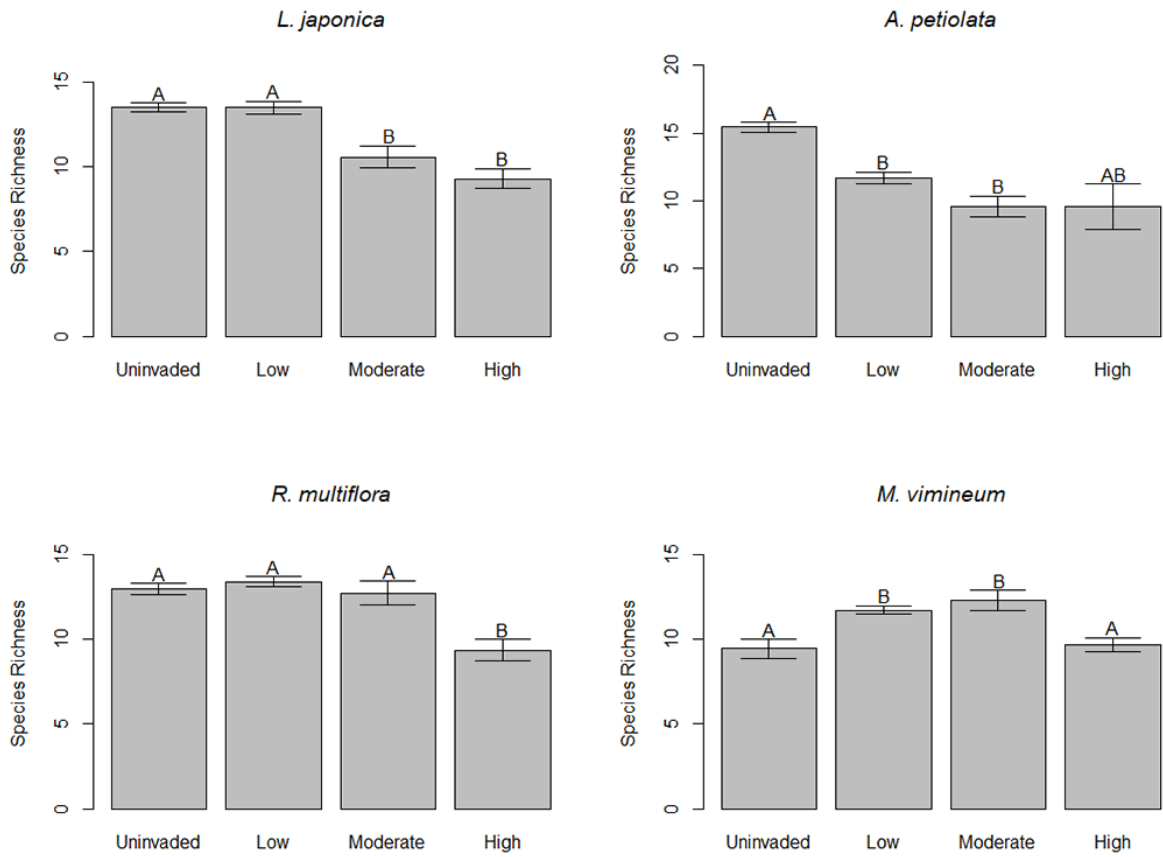 L. japonica
15
10
5
0
Species Richness
A
A
B
B
Uninvaded Low Moderate High
A. petiolata
20
15
10
5
0
Species Richness
A
B
B
AB
Uninvaded Low Moderate High
R. multiflora
15
10
5
0
Species Richness
A
A
A
B
Uninvaded Low Moderate High
M. vimineum
15
10
5
0
Species Richness
A
B
B
A
Uninvaded Low Moderate High